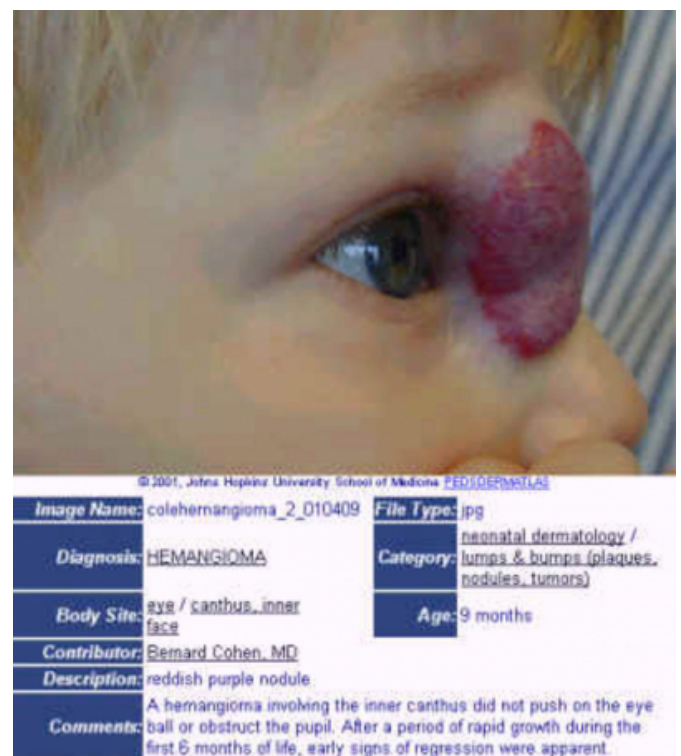 © 2001, Johns Hopkins University School of Medicine PEDSDERMATLAS
Image Name: colehemangioma_2_010409 File Type: jpg
Diagnosis: HEMANGIOMA Category: neonatal dermatology /
lumps & bumps (plaques,
nodules, tumors)
Body Site: eye / canthus, inner
face
Age: 9 months
Contributor: Bernard Cohen, MD
Description: reddish purple nodule
Comments: A hemangioma involving the inner canthus did not push on the eye
ball or obstruct the pupil. After a period of rapid growth during the
first 6 months of life, early signs of regression were apparent